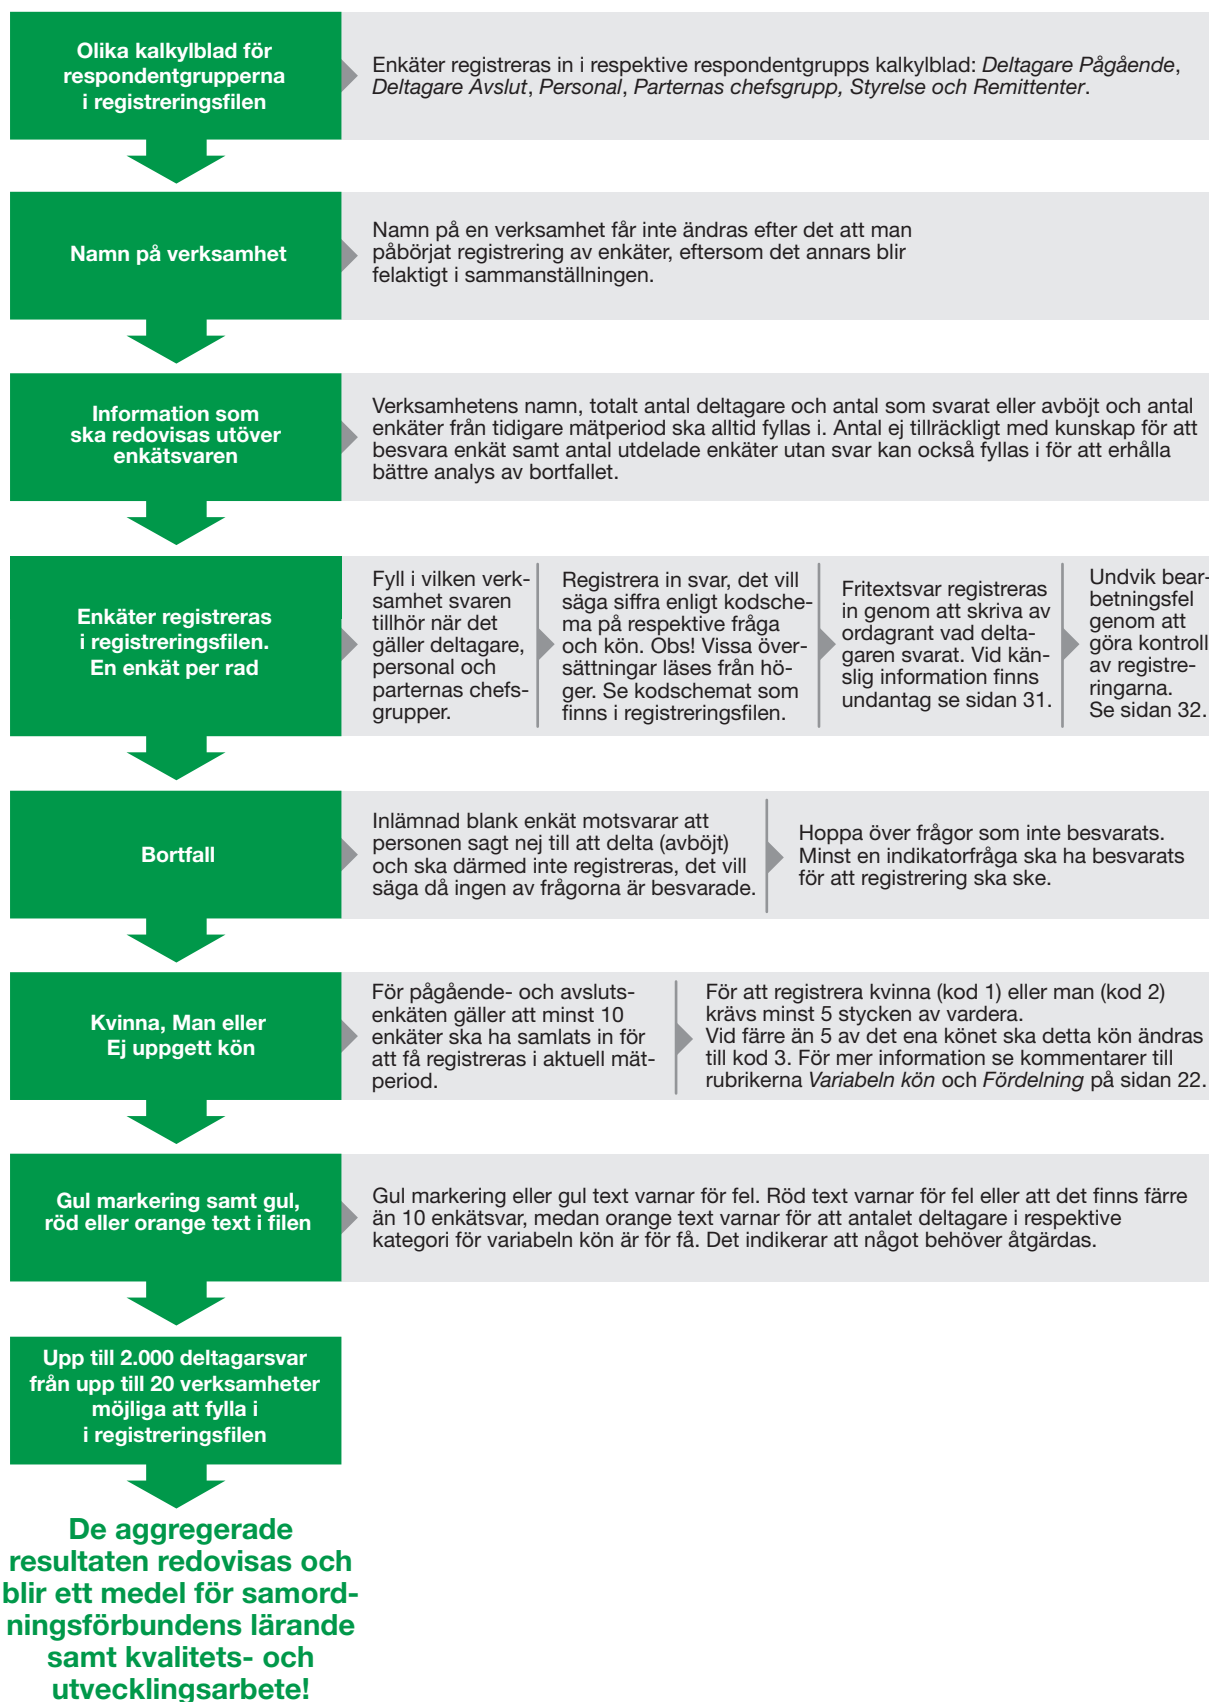 Olika kalkylblad för
respondentgrupperna
i registreringsfilen
Enkäter registreras in i respektive respondentgrupps kalkylblad: Deltagare Pågående,
Deltagare Avslut, Personal, Parternas chefsgrupp, Styrelse och Remittenter.
Namn på verksamhet
Namn på en verksamhet får inte ändras efter det att man
påbörjat registrering av enkäter, eftersom det annars blir
felaktigt i sammanställningen.
Information som
ska redovisas utöver
enkätsvaren
Verksamhetens namn, totalt antal deltagare och antal som svarat eller avböjt och antal
enkäter från tidigare mätperiod ska alltid fyllas i. Antal ej tillräckligt med kunskap för att
besvara enkät samt antal utdelade enkäter utan svar kan också fyllas i för att erhålla
bättre analys av bortfallet.
Enkäter registreras
i registreringsfilen.
En enkät per rad
Fyll i vilken verk-
samhet svaren
tillhör när det
gäller deltagare,
personal och
parternas chefs-
grupper.
Registrera in svar, det vill
säga siffra enligt kodsche-
ma på respektive fråga
och kön. Obs! Vissa över-
sättningar läses från hö-
ger. Se kodschemat som
finns i registreringsfilen.
Fritextsvar registreras
in genom att skriva av
ordagrant vad delta-
garen svarat. Vid kän-
slig information finns
undantag se sidan 31.
Undvik bear-
betningsfel
genom att
göra kontroll
av registre-
ringarna.
Se sidan 32.
Bortfall
Inlämnad blank enkät motsvarar att
personen sagt nej till att delta (avböjt)
och ska därmed inte registreras, det vill
säga då ingen av frågorna är besvarade.
Hoppa över frågor som inte besvarats.
Minst en indikatorfråga ska ha besvarats
för att registrering ska ske.
Kvinna, Man eller
Ej uppgett kön
För pågående- och avsluts-
enkäten gäller att minst 10
enkäter ska ha samlats in för
att få registreras i aktuell mät-
period.
För att registrera kvinna (kod 1) eller man (kod 2)
krävs minst 5 stycken av vardera.
Vid färre än 5 av det ena könet ska detta kön ändras
till kod 3. För mer information se kommentarer till
rubrikerna Variabeln kön och Fördelning på sidan 22.
Gul markering samt gul,
röd eller orange text i filen
Gul markering eller gul text varnar för fel. Röd text varnar för fel eller att det finns färre
än 10 enkätsvar, medan orange text varnar för att antalet deltagare i respektive
kategori för variabeln kön är för få. Det indikerar att något behöver åtgärdas.
Upp till 2.000 deltagarsvar
från upp till 20 verksamheter
möjliga att fylla i
i registreringsfilen
De aggregerade
resultaten redovisas och
blir ett medel för samord-
ningsförbundens lärande
samt kvalitets- och
utvecklingsarbete!